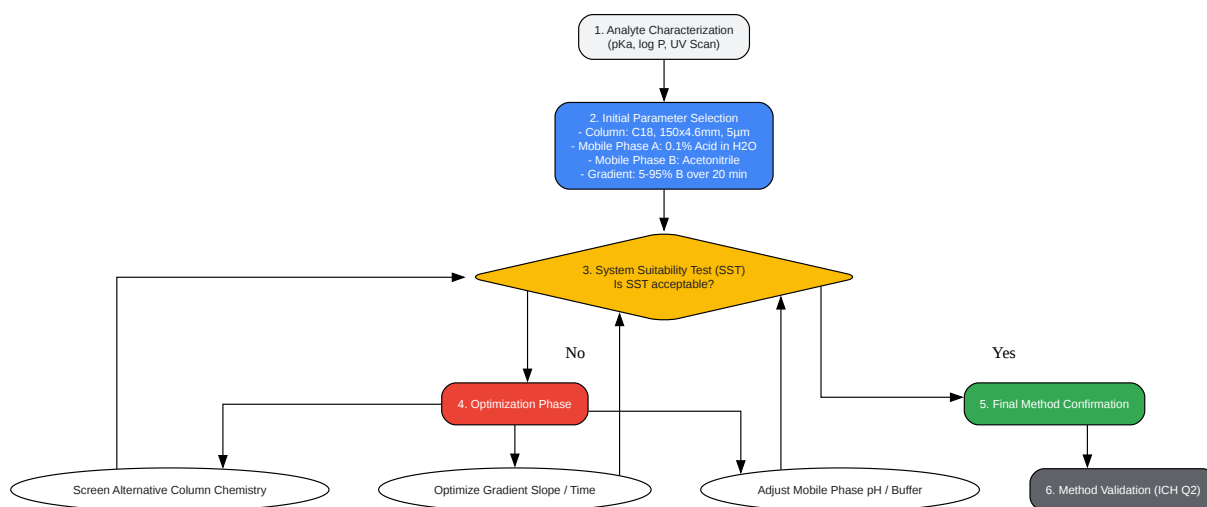 1. Analyte Characterization
(pKa, log P, UV Scan)
2. Initial Parameter Selection
- Column: C18, 150x4.6mm, 5µm
- Mobile Phase A: 0.1% Acid in H2O
- Mobile Phase B: Acetonitrile
- Gradient: 5-95% B over 20 min
3. System Suitability Test (SST)
Is SST acceptable?
No
Yes
4. Optimization Phase
5. Final Method Confirmation
Screen Alternative Column Chemistry
Optimize Gradient Slope / Time
Adjust Mobile Phase pH / Buffer
6. Method Validation (ICH Q2)